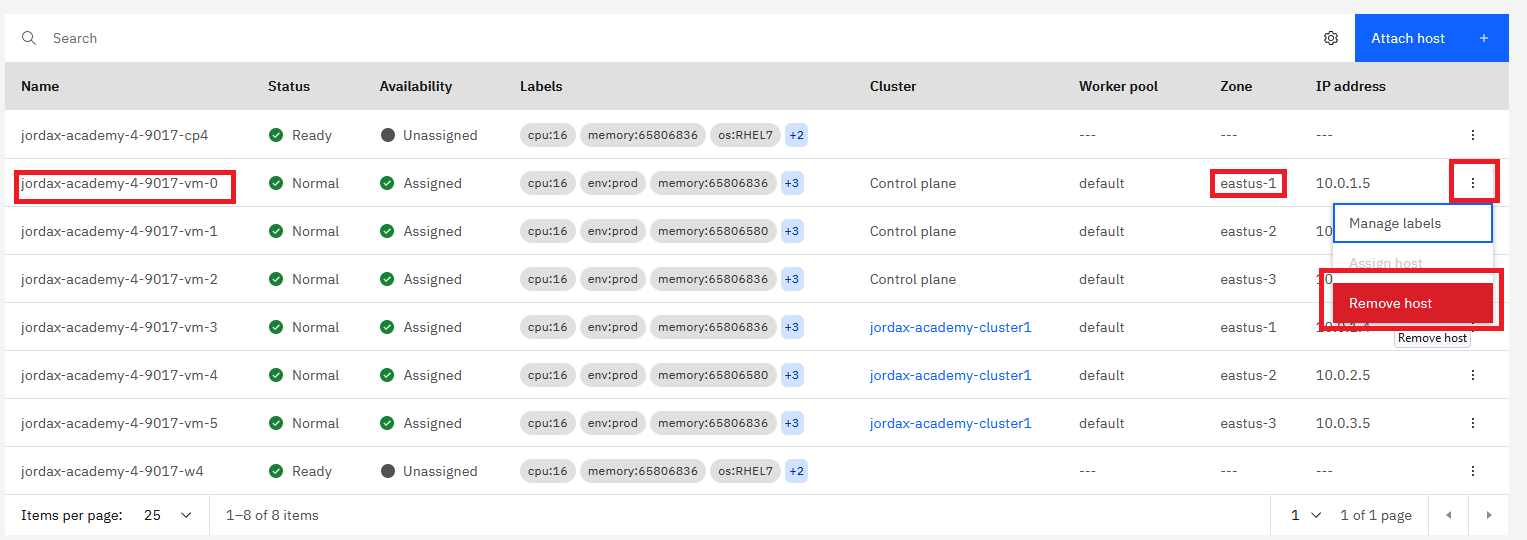 Search
Attach host +
Name Status Availability Labels Cluster Worker pool Zone IP address
jordax-academy-4-9017-cp4 Ready Unassigned cpu:16 memory:65806836 os:RHEL7 +2 --- --- ---
jordax-academy-4-9017-vm-0 Normal Assigned cpu:16 env:prod memory:65806836 +3 Control plane default eastus-1 10.0.1.5
Manage labels
jordax-academy-4-9017-vm-1 Normal Assigned cpu:16 env:prod memory:65806580 +3 Control plane default eastus-2 10
Assign host
jordax-academy-4-9017-vm-2 Normal Assigned cpu:16 env:prod memory:65806836 +3 Control plane default eastus-3 10
Remove host
jordax-academy-4-9017-vm-3 Normal Assigned cpu:16 env:prod memory:65806836 +3 jordax-academy-cluster1 default eastus-1 10.0.1.4
Remove host
jordax-academy-4-9017-vm-4 Normal Assigned cpu:16 env:prod memory:65806580 +3 jordax-academy-cluster1 default eastus-2 10.0.2.5
jordax-academy-4-9017-vm-5 Normal Assigned cpu:16 env:prod memory:65806836 +3 jordax-academy-cluster1 default eastus-3 10.0.3.5
jordax-academy-4-9017-w4 Ready Unassigned cpu:16 memory:65806836 os:RHEL7 +2 --- --- ---
Items per page: 25 1–8 of 8 items 1 1 of 1 page